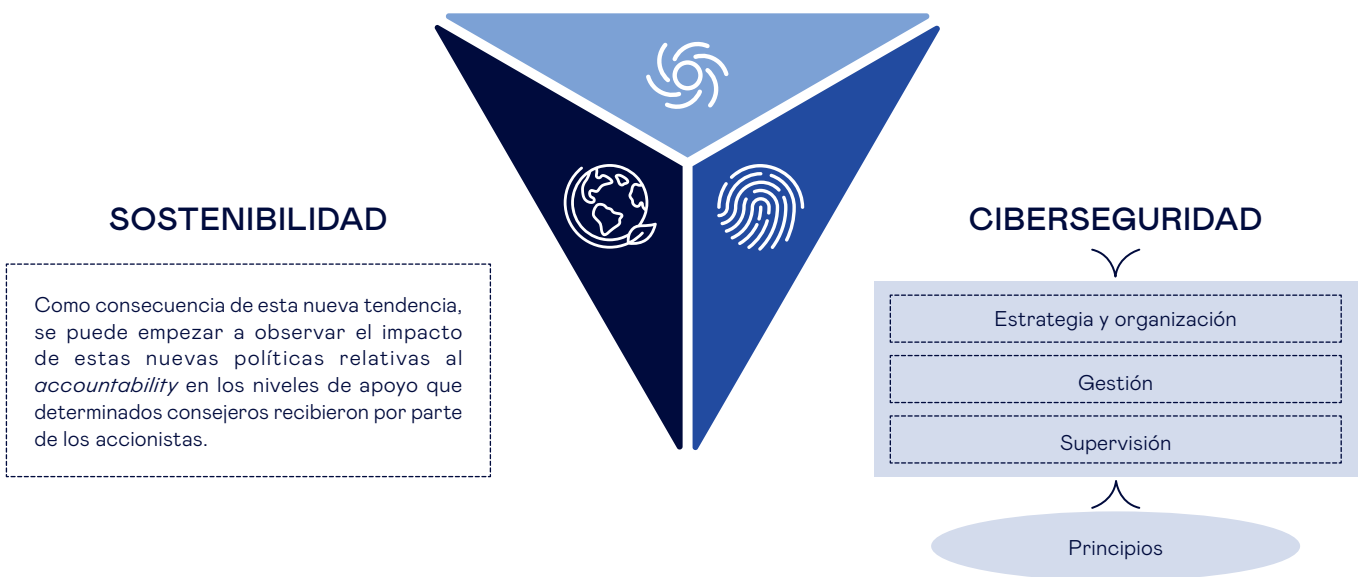 SOSTENIBILIDAD
Como consecuencia de esta nueva tendencia,
se puede empezar a observar el impacto
de estas nuevas políticas relativas al
accountability en los niveles de apoyo que
determinados consejeros recibieron por parte
de los accionistas.
CIBERSEGURIDAD
Estrategia y organización
Gestión
Supervisión
Principios